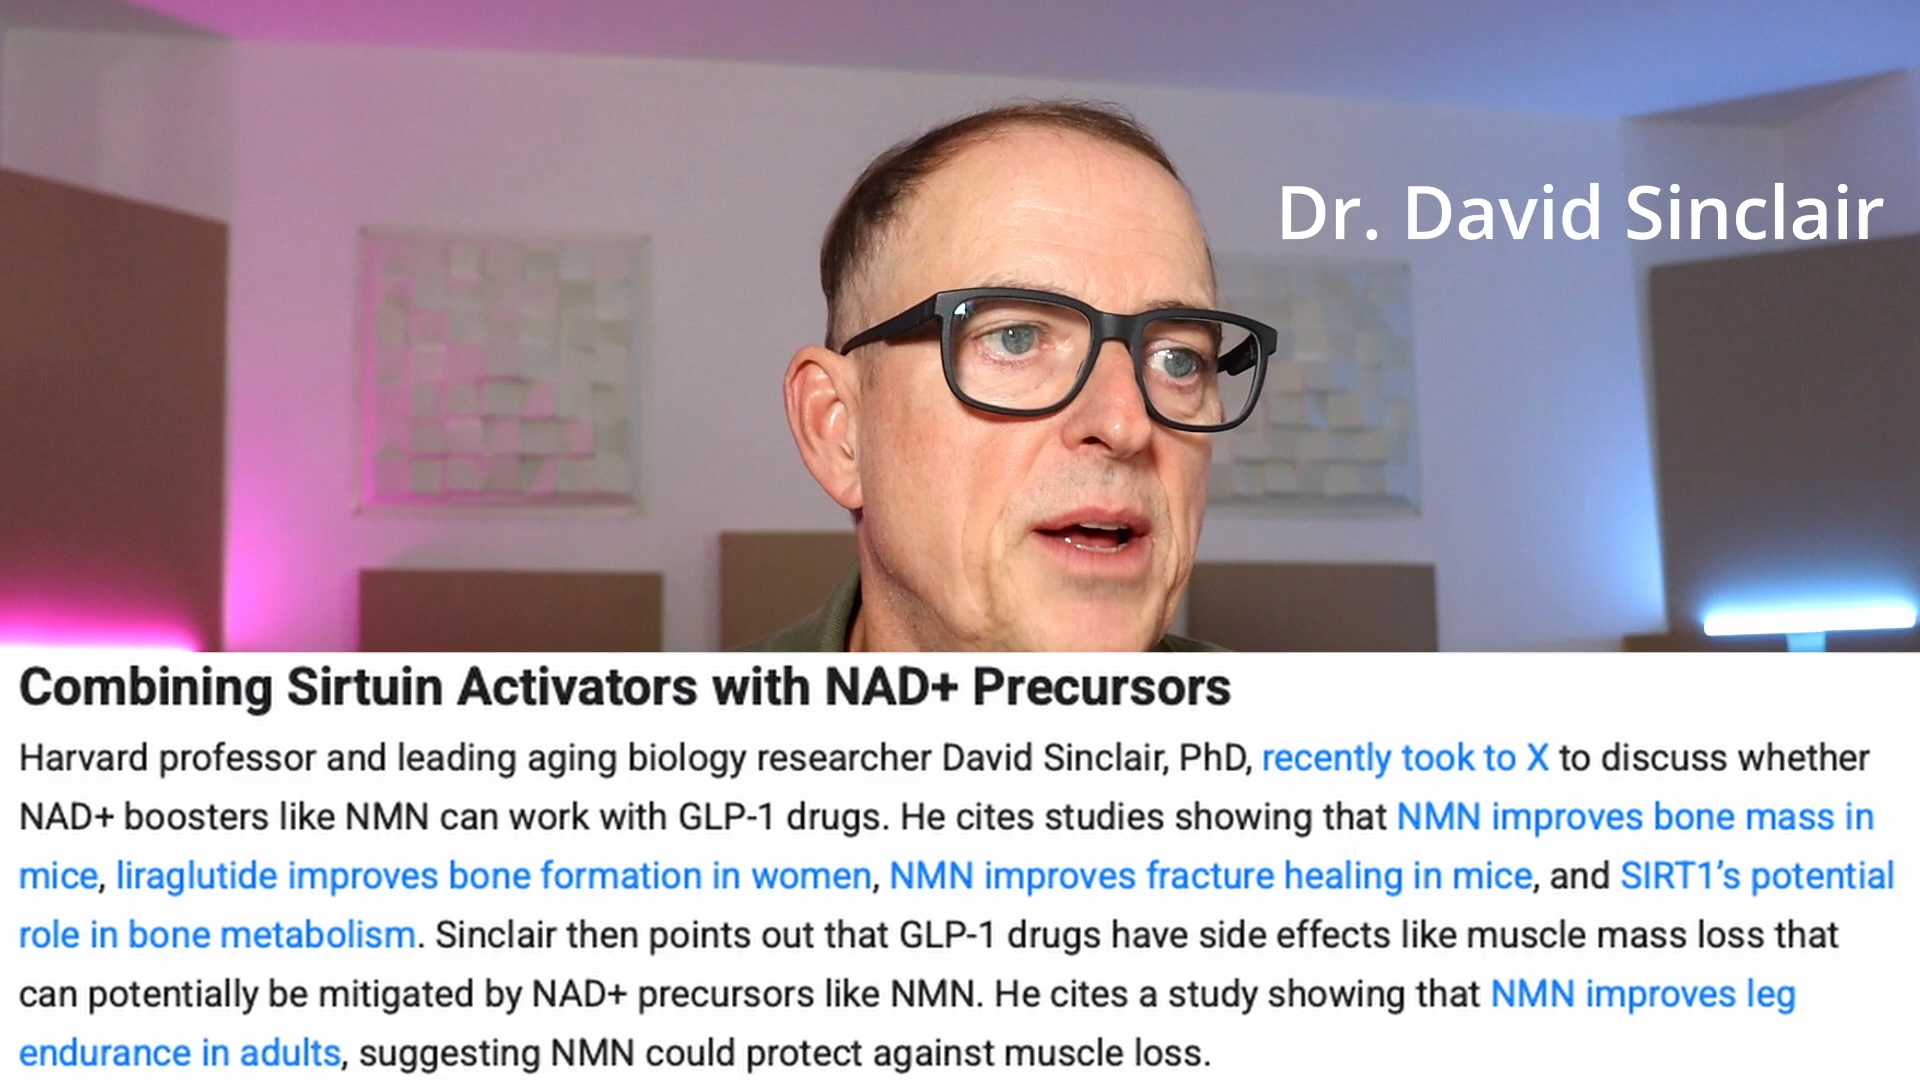 Dr. David Sinclair
Combining Sirtuin Activators with NAD+ Precursors
Harvard professor and leading aging biology researcher David Sinclair, PhD, recently took to X to discuss whether
NAD+ boosters like NMN can work with GLP-1 drugs. He cites studies showing that NMN improves bone mass in
mice, liraglutide improves bone formation in women, NMN improves fracture healing in mice, and SIRT1’s potential
role in bone metabolism. Sinclair then points out that GLP-1 drugs have side effects like muscle mass loss that
can potentially be mitigated by NAD+ precursors like NMN. He cites a study showing that NMN improves leg
endurance in adults, suggesting NMN could protect against muscle loss.